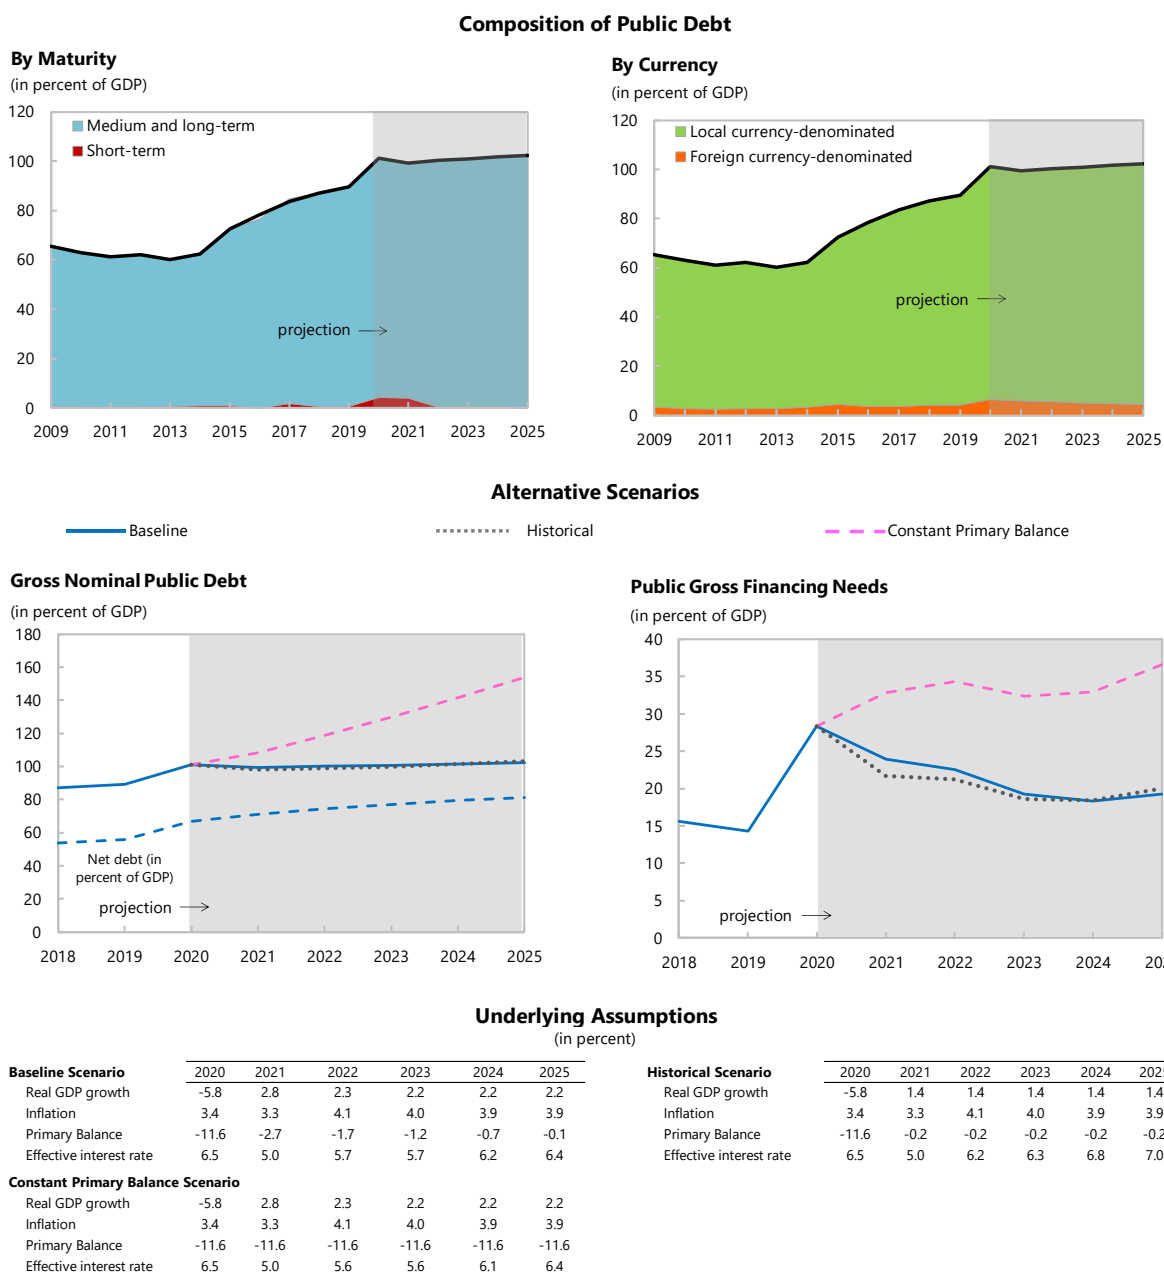 Composition of Public Debt
By Maturity
(in percent of GDP)
120
100
80
60
40
20
0
Medium and long-term
Short-term
projection
2009 2011 2013 2015 2017 2019 2021 2023 2025
By Currency
(in percent of GDP)
120
100
80
60
40
20
0
Local currency-denominated
Foreign currency-denominated
projection
2009 2011 2013 2015 2017 2019 2021 2023 2025
Alternative Scenarios
Baseline Historical Constant Primary Balance
Gross Nominal Public Debt
(in percent of GDP)
180
160
140
120
100
80
60
40
20
0
Net debt (in
percent of GDP)
projection
2018 2019 2020 2021 2022 2023 2024 2025
Public Gross Financing Needs
(in percent of GDP)
40
35
30
25
20
15
10
5
0
projection
2018 2019 2020 2021 2022 2023 2024
Underlying Assumptions
(in percent)
Baseline Scenario 2020 2021 2022 2023 2024 2025
Real GDP growth -5.8 2.8 2.3 2.2 2.2 2.2
Inflation 3.4 3.3 4.1 4.0 3.9 3.9
Primary Balance -11.6 -2.7 -1.7 -1.2 -0.7 -0.1
Effective interest rate 6.5 5.0 5.7 5.7 6.2 6.4
Constant Primary Balance Scenario
Real GDP growth -5.8 2.8 2.3 2.2 2.2 2.2
Inflation 3.4 3.3 4.1 4.0 3.9 3.9
Primary Balance -11.6 -11.6 -11.6 -11.6 -11.6 -11.6
Effective interest rate 6.5 5.0 5.6 5.6 6.1 6.4
Historical Scenario 2020 2021 2022 2023 2024 2025
Real GDP growth -5.8 1.4 1.4 1.4 1.4 1.4
Inflation 3.4 3.3 4.1 4.0 3.9 3.9
Primary Balance -11.6 -0.2 -0.2 -0.2 -0.2 -0.2
Effective interest rate 6.5 5.0 6.2 6.3 6.8 7.0